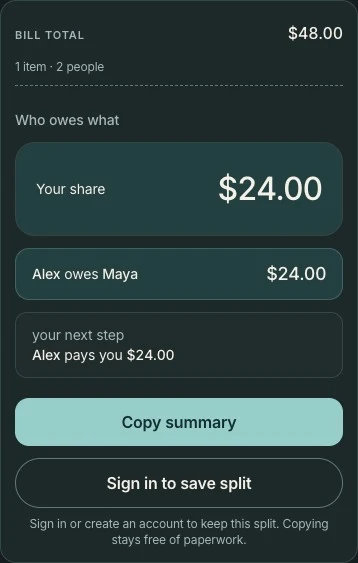 BILL TOTAL $48.00
1 item · 2 people
Who owes what
Your share $24.00
Alex owes Maya $24.00
your next step
Alex pays you $24.00
Copy summary
Sign in to save split
Sign in or create an account to keep this split. Copying
stays free of paperwork.